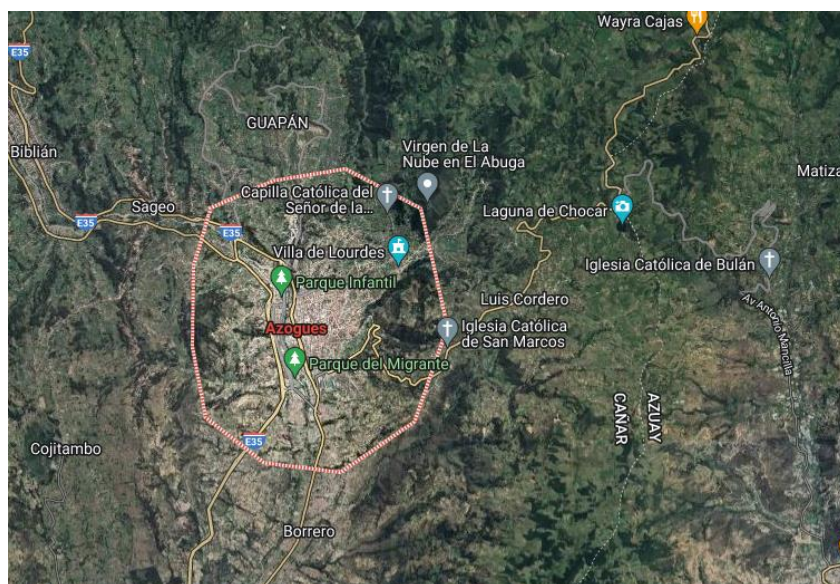 Wayra Cajas
E35
GUAPÁN
Biblián
Virgen de La
Nube en El Abuga
Matiza
Capilla Católica del
Señor de la...
Sageo
E35
E35
Laguna de Chocar
Villa de Lourdes
Iglesia Católica de Bulán
Parque Infantil
Luis Cordero
Av Antonio Mancilla
Azogues
Iglesia Católica
de San Marcos
Parque del Migrante
AZUAY
CAÑAR
E35
Cojitambo
E35
Borrero